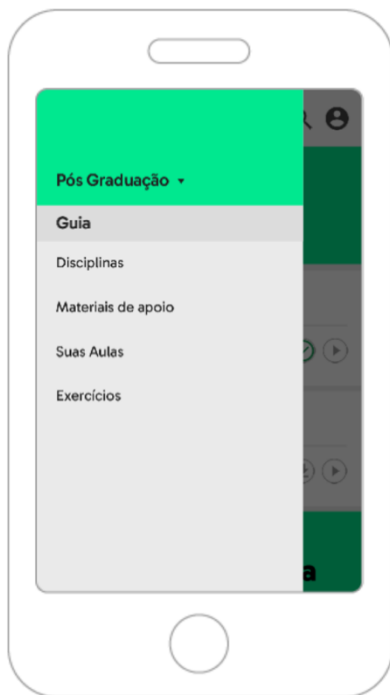 Pós Graduação
Guia
Disciplinas
Materiais de apoio
Suas Aulas
Exercícios
a